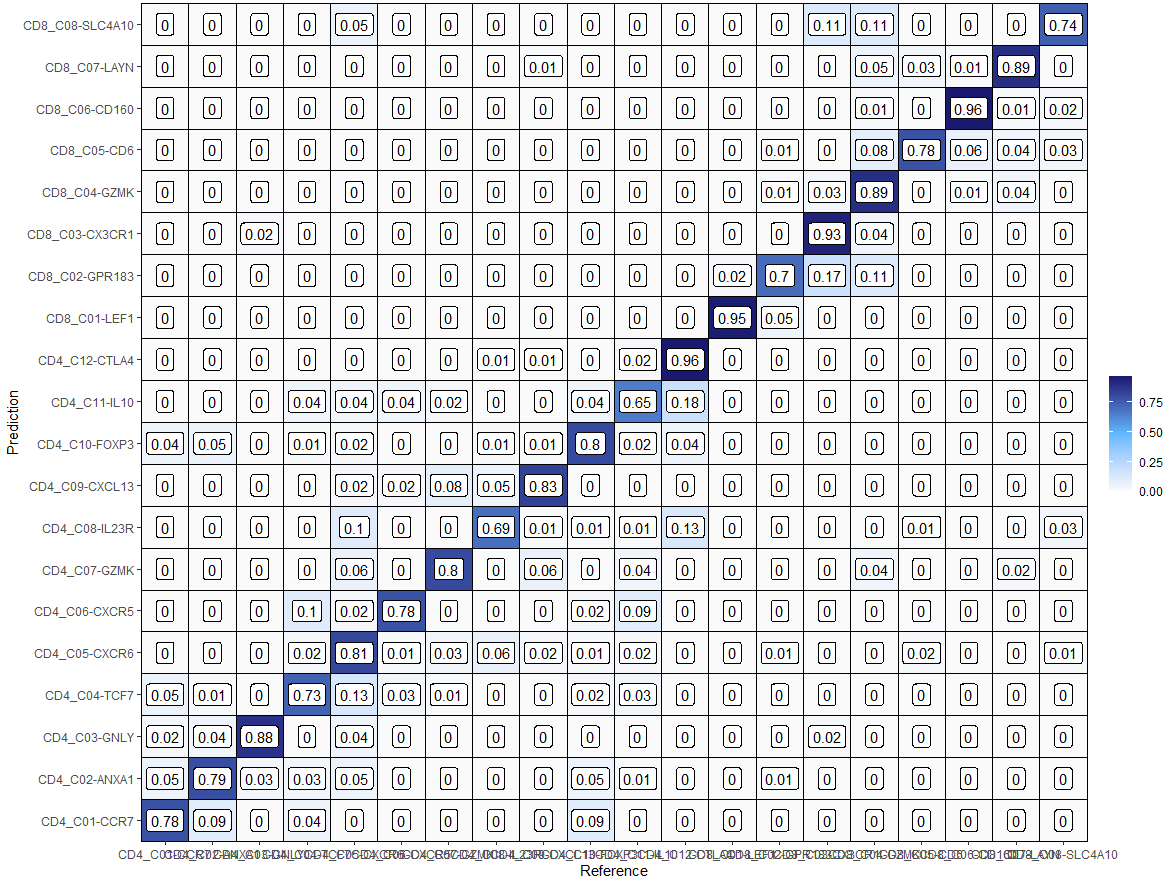 CD8_C08-SLC4A10 0 0 0 0 0.05 0 0 0 0 0 0 0 0 0 0.11 0.11 0 0 0 0.74
CD8_C07-LAYN 0 0 0 0 0 0 0 0 0.01 0 0 0 0 0 0 0.05 0.03 0.01 0.89 0
CD8_C06-CD160 0 0 0 0 0 0 0 0 0 0 0 0 0 0 0 0.01 0 0.96 0.01 0.02
CD8_C05-CD6 0 0 0 0 0 0 0 0 0 0 0 0 0 0.01 0 0.08 0.78 0.06 0.04 0.03
CD8_C04-GZMK 0 0 0 0 0 0 0 0 0 0 0 0 0 0.01 0.03 0.89 0 0.01 0.04 0
CD8_C03-CX3CR1 0 0 0.02 0 0 0 0 0 0 0 0 0 0 0 0.93 0.04 0 0 0 0
CD8_C02-GPR183 0 0 0 0 0 0 0 0 0 0 0 0 0.02 0.7 0.17 0.11 0 0 0 0
CD8_C01-LEF1 0 0 0 0 0 0 0 0 0 0 0 0 0.95 0.05 0 0 0 0 0 0
CD4_C12-CTLA4 0 0 0 0 0 0 0 0.01 0.01 0 0.02 0.96 0 0 0 0 0 0 0 0
CD4_C11-IL10 0 0 0 0.04 0.04 0.04 0.02 0 0 0.04 0.65 0.18 0 0 0 0 0 0 0 0
CD4_C10-FOXP3 0.04 0.05 0 0.01 0.02 0 0 0.01 0.01 0.8 0.02 0.04 0 0 0 0 0 0 0 0
CD4_C09-CXCL13 0 0 0 0 0.02 0.02 0.08 0.05 0.83 0 0 0 0 0 0 0 0 0 0 0
CD4_C08-IL23R 0 0 0 0 0.1 0 0 0.69 0.01 0.01 0.01 0.13 0 0 0 0 0.01 0 0 0.03
CD4_C07-GZMK 0 0 0 0 0.06 0 0.8 0 0.06 0 0.04 0 0 0 0 0.04 0 0 0.02 0
CD4_C06-CXCR5 0 0 0 0.1 0.02 0.78 0 0 0 0.02 0.09 0 0 0 0 0 0 0 0 0
CD4_C05-CXCR6 0 0 0 0.02 0.81 0.01 0.03 0.06 0.02 0.01 0.02 0 0 0.01 0 0 0.02 0 0 0.01
CD4_C04-TCF7 0.05 0.01 0 0.73 0.13 0.03 0.01 0 0 0.02 0.03 0 0 0 0 0 0 0 0 0
CD4_C03-GNLY 0.02 0.04 0.88 0 0.04 0 0 0 0 0 0 0 0 0 0.02 0 0 0 0 0
CD4_C02-ANXA1 0.05 0.79 0.03 0.03 0.05 0 0 0 0 0.05 0.01 0 0 0.01 0 0 0 0 0 0
CD4_C01-CCR7 0.78 0.09 0 0.04 0 0 0 0 0 0.09 0 0 0 0 0 0 0 0 0 0
Prediction
Reference
0.75
0.50
0.25
0.00